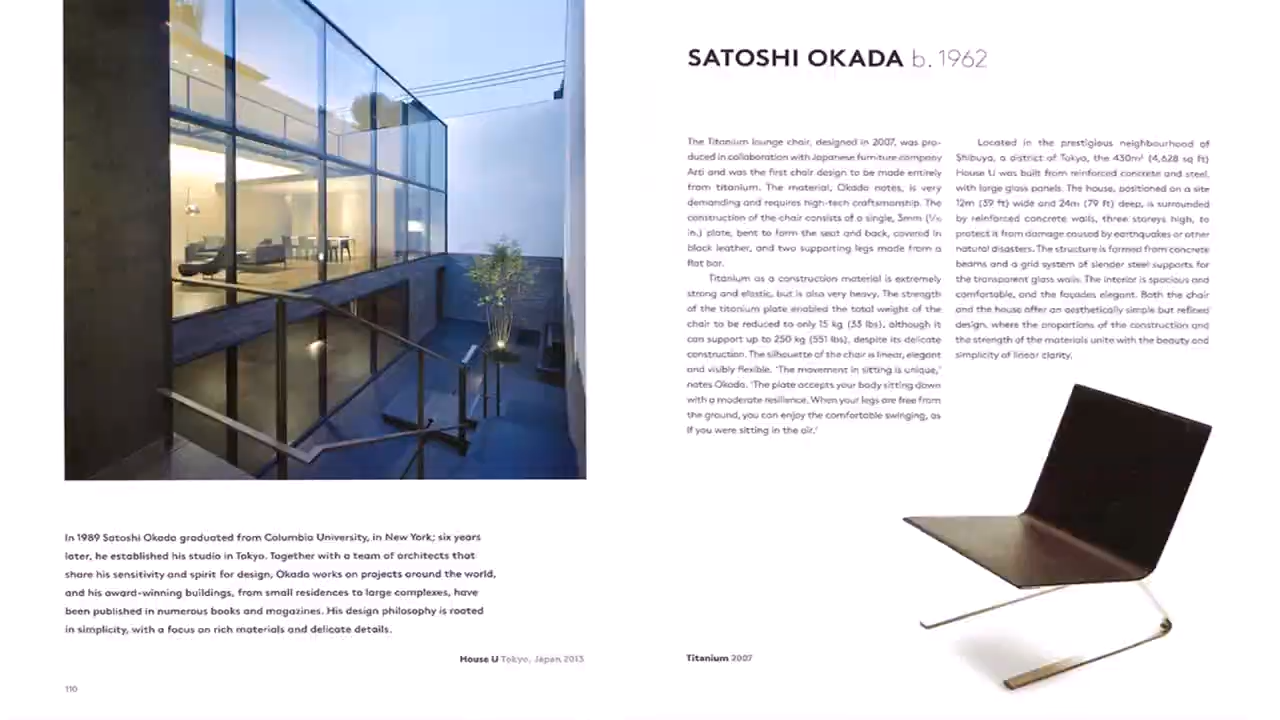 In 1989 Satoshi Okada graduated from Columbia University, in New York; six years
later, he established his studio in Tokyo. Together with a team of architects that
share his sensitivity and spirit for design, Okada works on projects around the world,
and his award-winning buildings, from small residences to large complexes, have
been published in numerous books and magazines. His design philosophy is rooted
in simplicity, with a focus on rich materials and delicate details.
House U Tokyo, Japan, 2013
110
SATOSHI OKADA b. 1962
The Titanium lounge chair, designed in 2007, was pro-
duced in collaboration with Japanese furniture company
Arti and was the first chair design to be made entirely
from titanium. The material, Okada notes, is very
demanding and requires high-tech craftsmanship. The
construction of the chair consists of a single, 3mm (
in.) plate, bent to form the seat and back, covered in
black leather, and two supporting legs made from a
flat bar.
Titanium as a construction material is extremely
strong and elastic, but is also very heavy. The strength
of the titanium plate enabled the total weight of the
chair to be reduced to only 15 kg (33 lbs), although it
can support up to 250 kg (551 lbs), despite its delicate
construction. The silhouette of the chair is linear, elegant
and visibly flexible. 'The movement in sitting is unique,'
notes Okada. 'The plate accepts your body sitting down
with a moderate resilience. When your legs are free from
the ground, you can enjoy the comfortable swinging, as
if you were sitting in the air.'
Located in the prestigious neighbourhood of
Shibuya, a district of Tokyo, the 430m² (4,628 sq ft)
House U was built from reinforced concrete and steel,
with large glass panels. The house, positioned on a site
12m (39 ft) wide and 24m (79 ft) deep, is surrounded
by reinforced concrete walls, three storeys high, to
protect is from damage caused by earthquakes or other
natural disasters. The structure is formed from concrete
beams and a grid system of slender steel supports for
the transparent glass walls. The interior is spacious and
comfortable, and the façades elegant. Both the chair
and the house offer an aesthetically simple but refined
design, where the proportions of the construction and
the strength of the materials unite with the beauty and
simplicity of linear clarity.
Titanium 2007